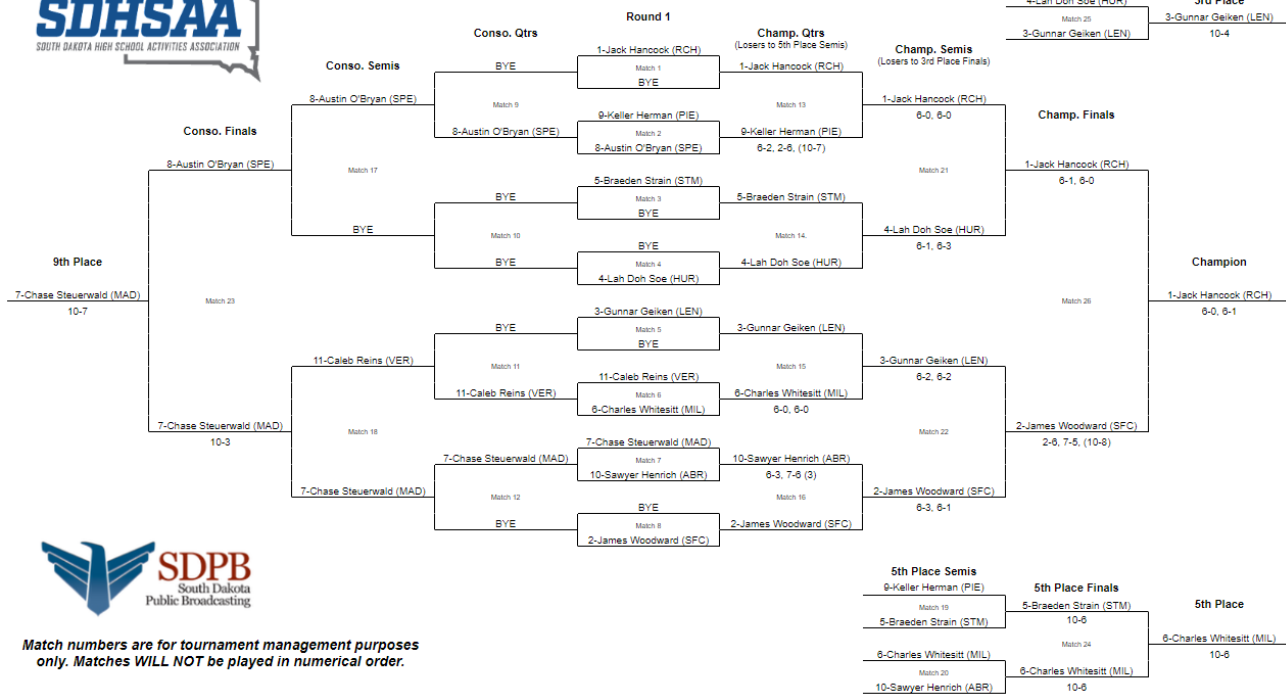 SDHSAA
SOUTH DAKOTA HIGH SCHOOL ACTIVITIES ASSOCIATION
4-Lah Doh Soe (HUR)
Match 25
3-Gunnar Geiken (LEN)
3rd Place
3-Gunnar Geiken (LEN)
10-4
Conso. Finals
Conso. Semis
Conso. Qtrs
Round 1
Champ. Qtrs
(Losers to 5th Place Semis)
Champ. Semis
(Losers to 3rd Place Finals)
Champ. Finals
Champion
9th Place
7-Chase Steuerwald (MAD)
10-7
8-Austin O'Bryan (SPE)
Match 23
7-Chase Steuerwald (MAD)
10-3
8-Austin O'Bryan (SPE)
Match 17
BYE
11-Caleb Reins (VER)
Match 18
7-Chase Steuerwald (MAD)
BYE
Match 9
8-Austin O'Bryan (SPE)
BYE
Match 10
BYE
BYE
Match 11
11-Caleb Reins (VER)
7-Chase Steuerwald (MAD)
Match 12
BYE
1-Jack Hancock (RCH)
Match 1
BYE
9-Keller Herman (PIE)
Match 2
8-Austin O'Bryan (SPE)
5-Braeden Strain (STM)
Match 3
BYE
BYE
Match 4
4-Lah Doh Soe (HUR)
3-Gunnar Geiken (LEN)
Match 5
BYE
11-Caleb Reins (VER)
Match 6
6-Charles Whitesitt (MIL)
7-Chase Steuerwald (MAD)
Match 7
10-Sawyer Henrich (ABR)
BYE
Match 8
2-James Woodward (SFC)
1-Jack Hancock (RCH)
Match 13
9-Keller Herman (PIE)
6-2, 2-6, (10-7)
5-Braeden Strain (STM)
Match 14.
4-Lah Doh Soe (HUR)
3-Gunnar Geiken (LEN)
Match 15
6-Charles Whitesitt (MIL)
6-0, 6-0
10-Sawyer Henrich (ABR)
6-3, 7-6 (3)
Match 16
2-James Woodward (SFC)
1-Jack Hancock (RCH)
6-0, 6-0
Match 21
4-Lah Doh Soe (HUR)
6-1, 6-3
3-Gunnar Geiken (LEN)
6-2, 6-2
Match 22
2-James Woodward (SFC)
6-3, 6-1
1-Jack Hancock (RCH)
6-1, 6-0
Match 26
2-James Woodward (SFC)
2-6, 7-5, (10-8)
1-Jack Hancock (RCH)
6-0, 6-1
SDPB
South Dakota
Public Broadcasting
Match numbers are for tournament management purposes
only. Matches WILL NOT be played in numerical order.
5th Place Semis
9-Keller Herman (PIE)
Match 19
5-Braeden Strain (STM)
6-Charles Whitesitt (MIL)
Match 20
10-Sawyer Henrich (ABR)
5th Place Finals
5-Braeden Strain (STM)
10-6
Match 24
6-Charles Whitesitt (MIL)
10-6
5th Place
6-Charles Whitesitt (MIL)
10-6